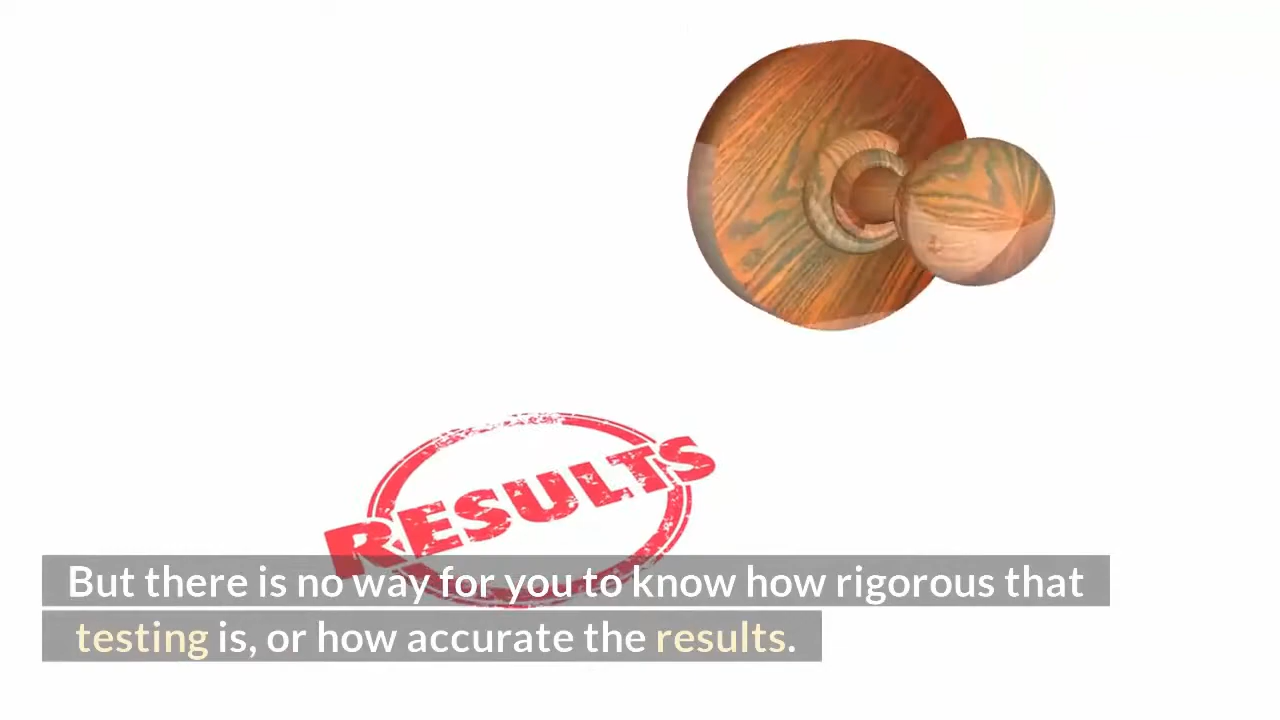 RESULTS
But there is no way for you to know how rigorous that
testing is, or how accurate the results.